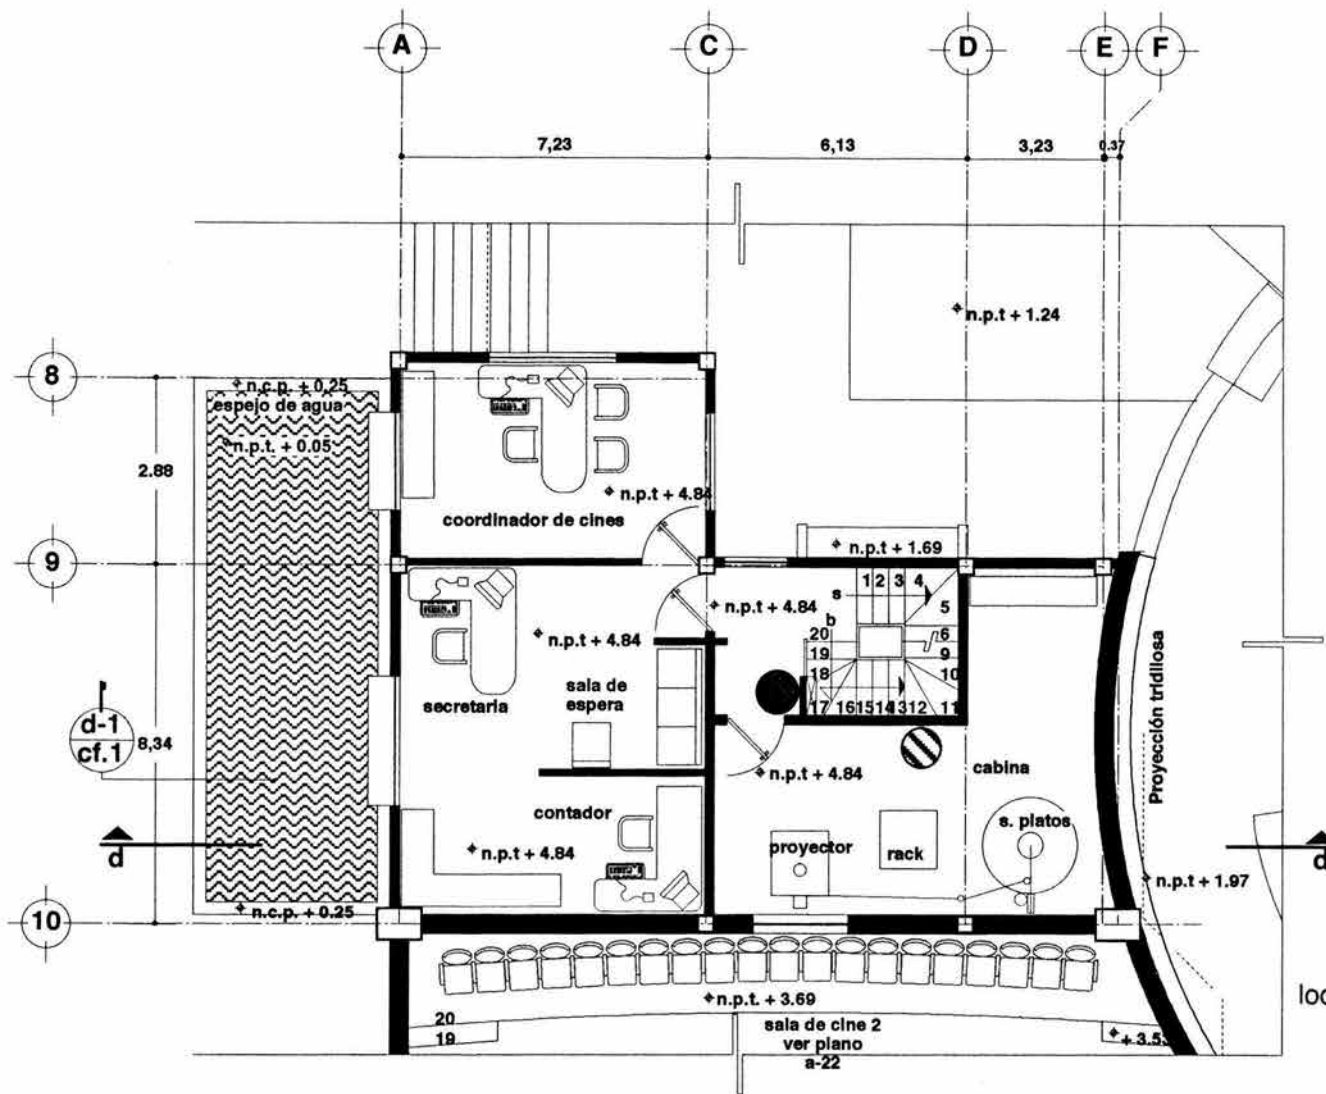 A C D E F
7,23 6,13 3,23 0.37
n.p.t + 1.24
8
n.c.p. + 0.25
espejo de agua
n.p.t. + 0.05
2.88
n.p.t + 4.84
coordinador de cines
9
n.p.t + 1.69
1 2 3 4
s
5
n.p.t + 4.84
b
20 6
n.p.t + 4.84
19 9
18 10
sala de
espera
secretaria
17 16 15 14 13 12 11
Proyección tridilosa
d-1
cf.1
8,34
n.p.t + 4.84
cabina
contador
s. platos
n.p.t + 4.84
proyector
rack
d
d
n.p.t + 1.97
n.c.p. + 0.25
10
n.p.t. + 3.69
loc
20
19
sala de cine 2
ver plano
a-22
+ 3.53